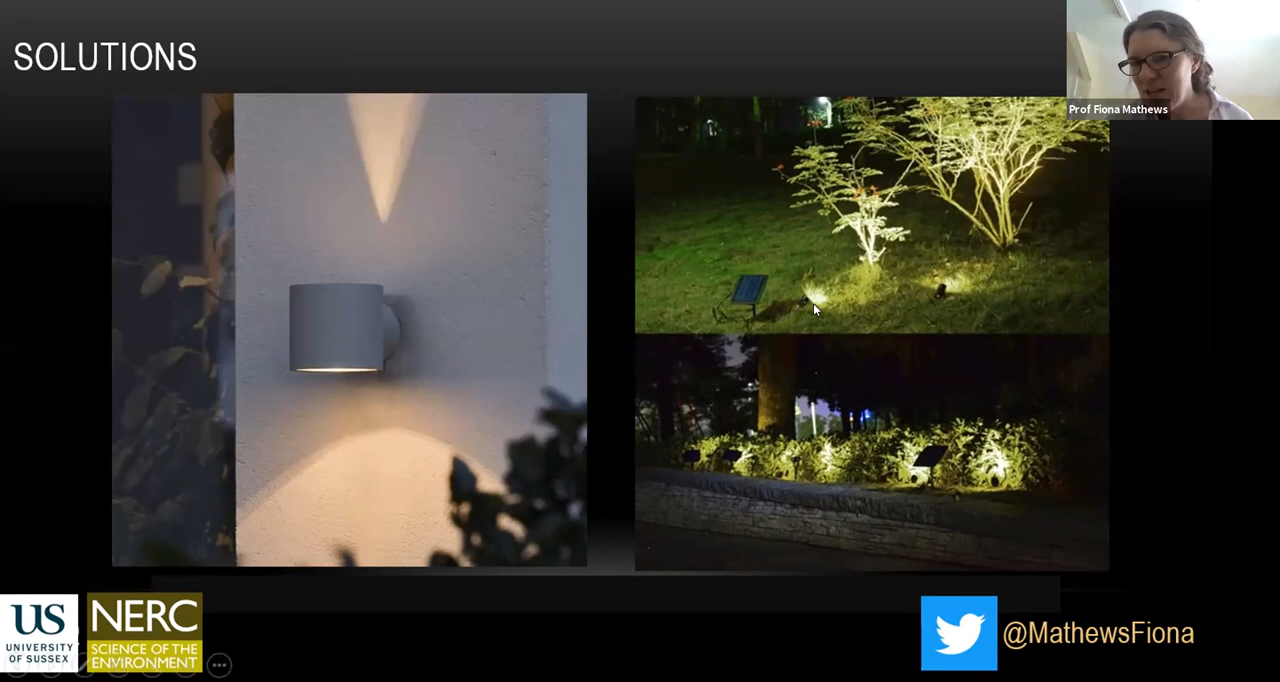 SOLUTIONS
Prof Fiona Mathews
US
UNIVERSITY
OF SUSSEX
NERC
SCIENCE OF THE
ENVIRONMENT
@MathewsFiona